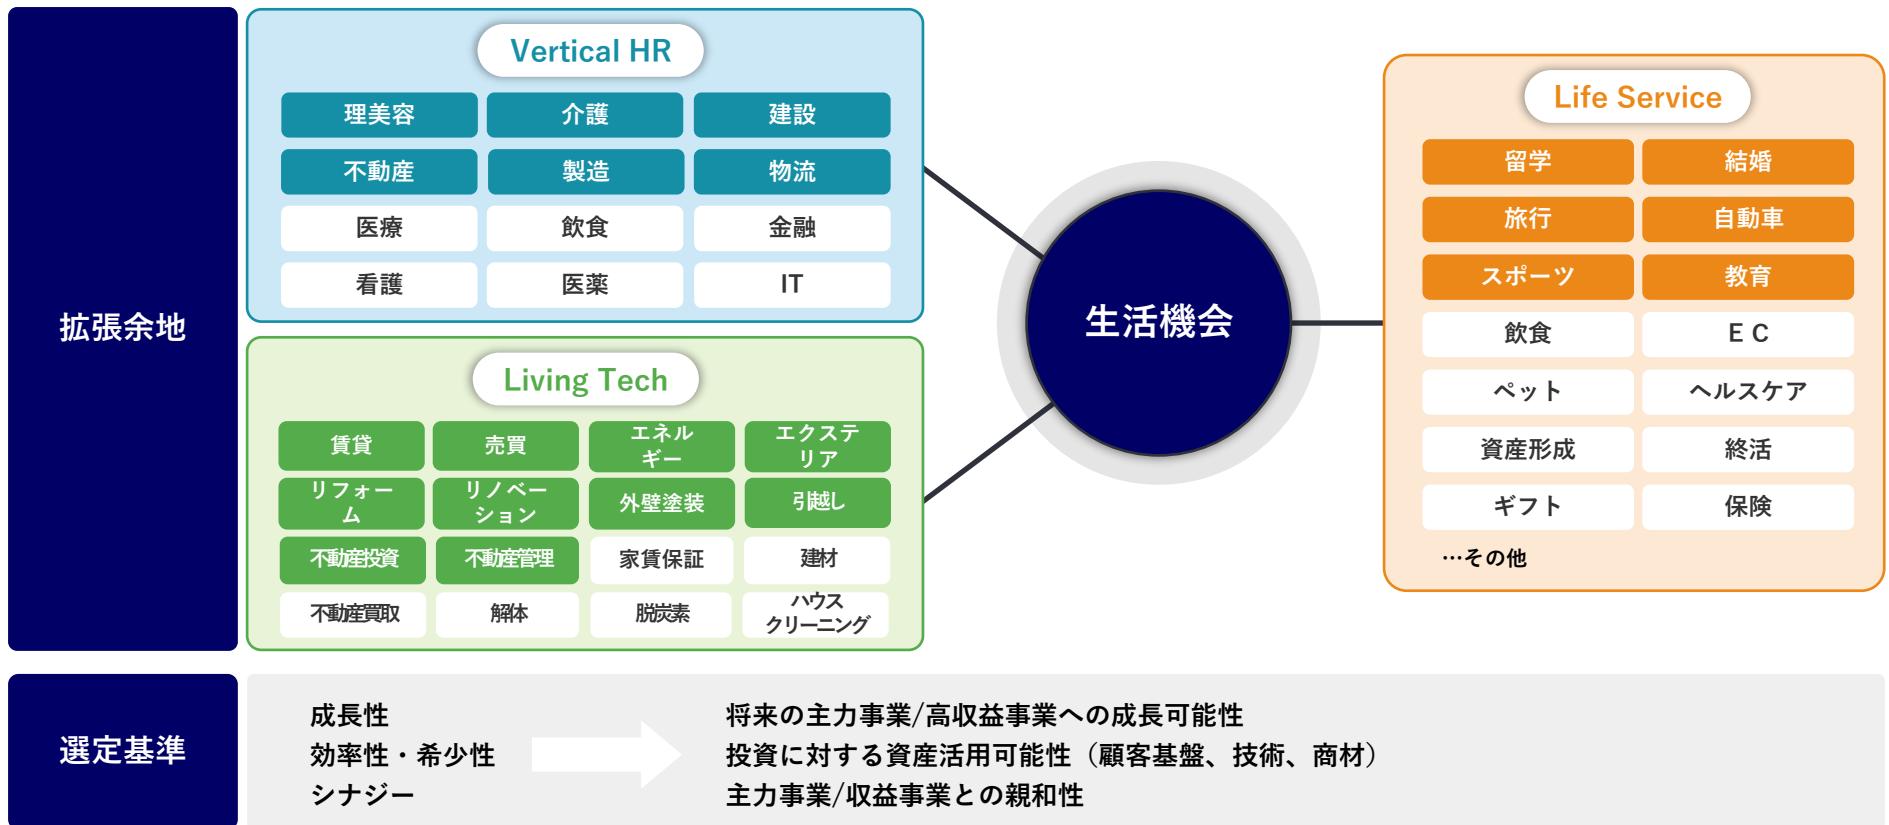 拡張余地
Vertical HR
理美容 介護 建設
不動産 製造 物流
医療 飲食 金融
看護 医薬 IT
Living Tech
賃貸 売買 エネル
ギー エクステ
リア
リフォー
ム リノベー
ション 外壁塗装 引越し
不動産投資 不動産管理 家賃保証 建材
不動産買取 解体 脱炭素 ハウス
クリーニング
生活機会
Life Service
留学 結婚
旅行 自動車
スポーツ 教育
飲食 ＥＣ
ペット ヘルスケア
資産形成 終活
ギフト 保険
…その他
選定基準
成長性
効率性・希少性
シナジー
将来の主力事業/高収益事業への成長可能性
投資に対する資産活用可能性（顧客基盤、技術、商材）
主力事業/収益事業との親和性